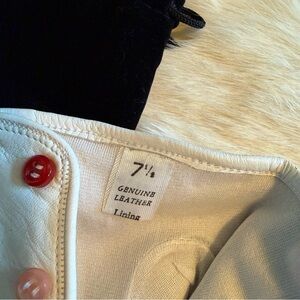 7½
GENUINE
LEATHER
Lining